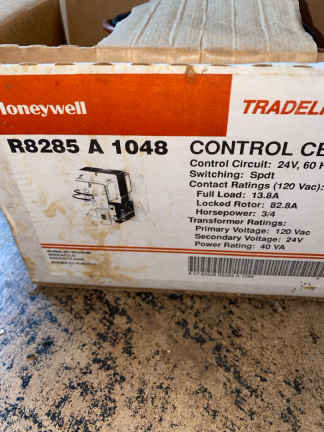 Honeywell
TRADELI
R8285 A 1048
CONTROL CE
Control Circuit: 24V, 60 H
Switching: Spdt
Contact Ratings (120 Vac):
Full Load: 13.8A
Locked Rotor: 82.8A
Horsepower: 3/4
Transformer Ratings:
Primary Voltage: 120 Vac
Secondary Voltage: 24V
Power Rating: 40 VA